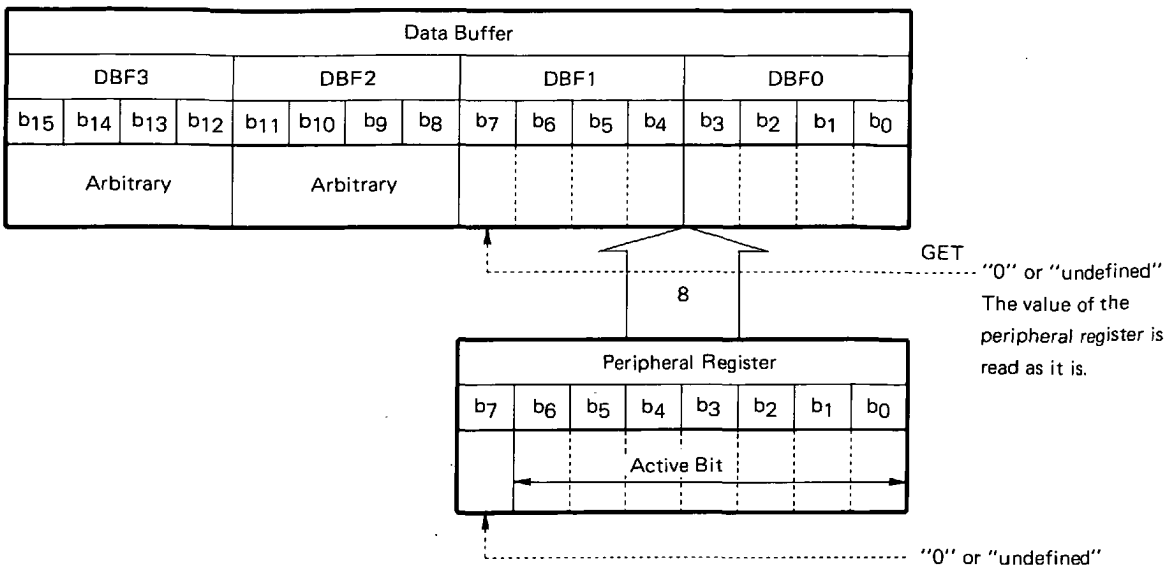 Data Buffer
DBF3 DBF2 DBF1 DBF0
b15 b14 b13 b12 b11 b10 b9 b8 b7 b6 b5 b4 b3 b2 b1 b0
Arbitrary Arbitrary
GET
8
"0" or "undefined"
The value of the
peripheral register is
read as it is.
Peripheral Register
b7 b6 b5 b4 b3 b2 b1 b0
Active Bit
"0" or "undefined"